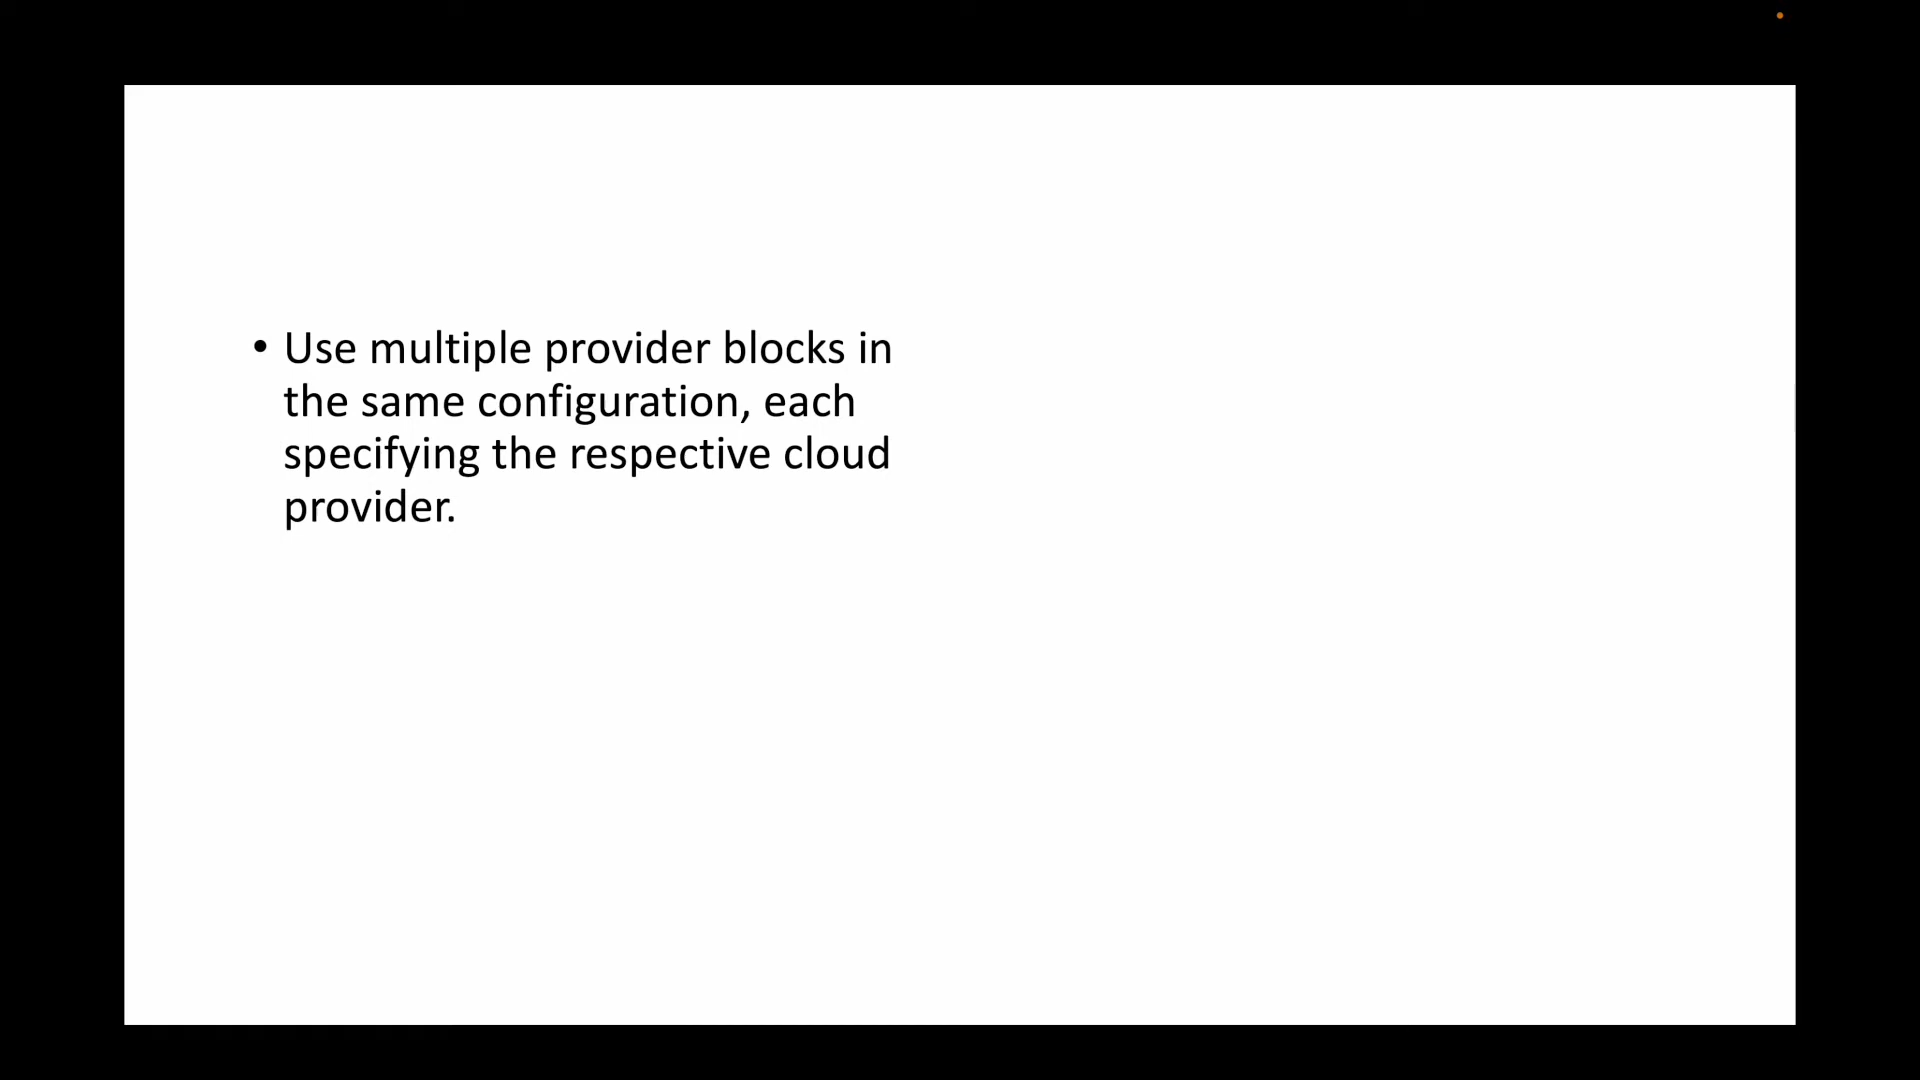 • Use multiple provider blocks in
the same configuration, each
specifying the respective cloud
provider.